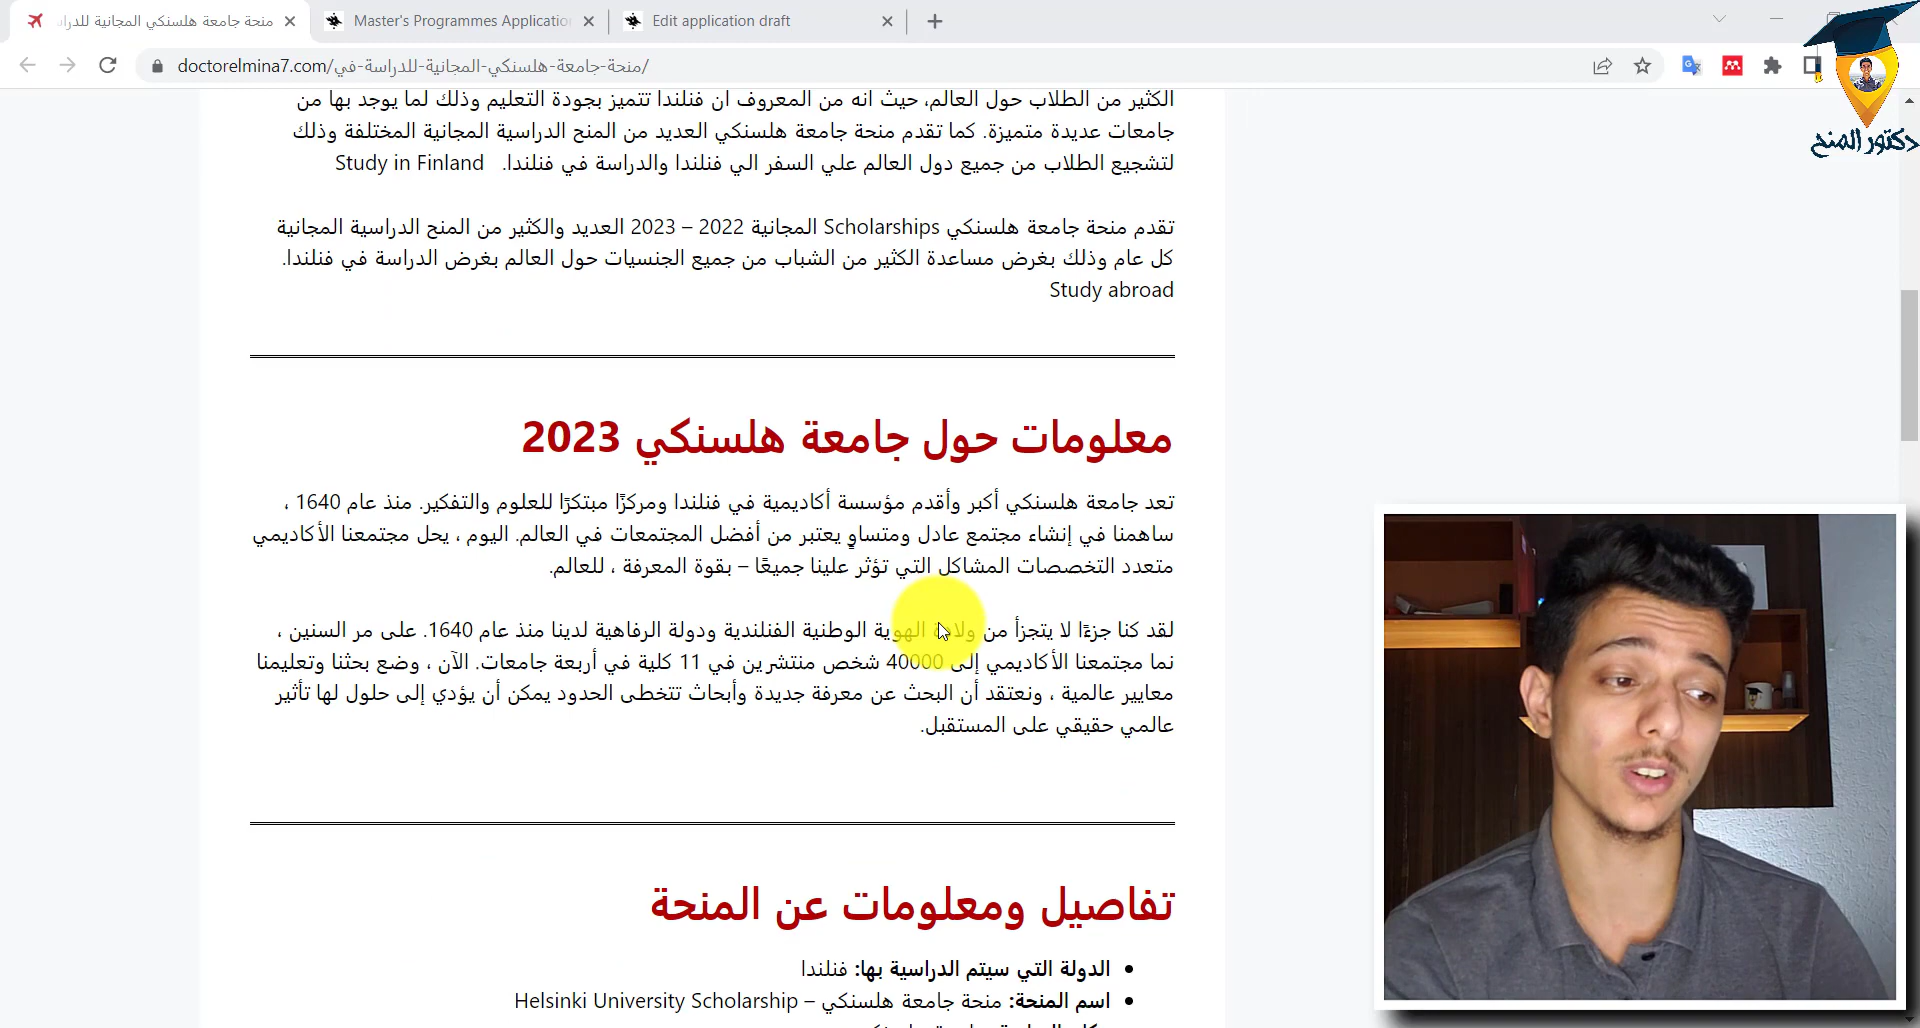 منحة جامعة هلسنكي المجانية للدرا
Master's Programmes Application
Edit application draft
doctorelmina7.com/منحة-جامعة-هلسنكي-المجانية-للدراسة-في/
دكتور المنح
الكثير من الطلاب حول العالم، حيث انه من المعروف ان فنلندا تتميز بجودة التعليم وذلك لما يوجد بها من
جامعات عديدة متميزة. كما تقدم منحة جامعة هلسنكي العديد من المنح الدراسية المجانية المختلفة وذلك
لتشجيع الطلاب من جميع دول العالم علي السفر الي فنلندا والدراسة في فنلندا. Study in Finland
تقدم منحة جامعة هلسنكي Scholarships المجانية 2022 – 2023 العديد والكثير من المنح الدراسية المجانية
كل عام وذلك بغرض مساعدة الكثير من الشباب من جميع الجنسيات حول العالم بغرض الدراسة في فنلندا.
Study abroad
معلومات حول جامعة هلسنكي 2023
تعد جامعة هلسنكي أكبر وأقدم مؤسسة أكاديمية في فنلندا ومركزًا مبتكرًا للعلوم والتفكير. منذ عام 1640 ،
ساهمنا في إنشاء مجتمع عادل ومتساوٍ يعتبر من أفضل المجتمعات في العالم. اليوم ، يحل مجتمعنا الأكاديمي
متعدد التخصصات المشاكل التي تؤثر علينا جميعًا – بقوة المعرفة ، للعالم.
لقد كنا جزءًا لا يتجزأ من ولادة الهوية الوطنية الفنلندية ودولة الرفاهية لدينا منذ عام 1640. على مر السنين ،
نما مجتمعنا الأكاديمي إلى 40000 شخص منتشرين في 11 كلية في أربعة جامعات. الآن ، وضع بحثنا وتعليمنا
معايير عالمية ، ونعتقد أن البحث عن معرفة جديدة وأبحاث تتخطى الحدود يمكن أن يؤدي إلى حلول لها تأثير
عالمي حقيقي على المستقبل.
تفاصيل ومعلومات عن المنحة
الدولة التي سيتم الدراسية بها: فنلندا
اسم المنحة: منحة جامعة هلسنكي – Helsinki University Scholarship